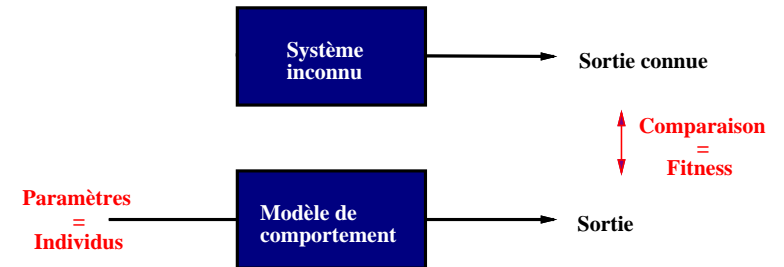 Système
inconnu
Sortie connue
Comparaison
=
Fitness
Paramètres
=
Individus
Modèle de
comportement
Sortie